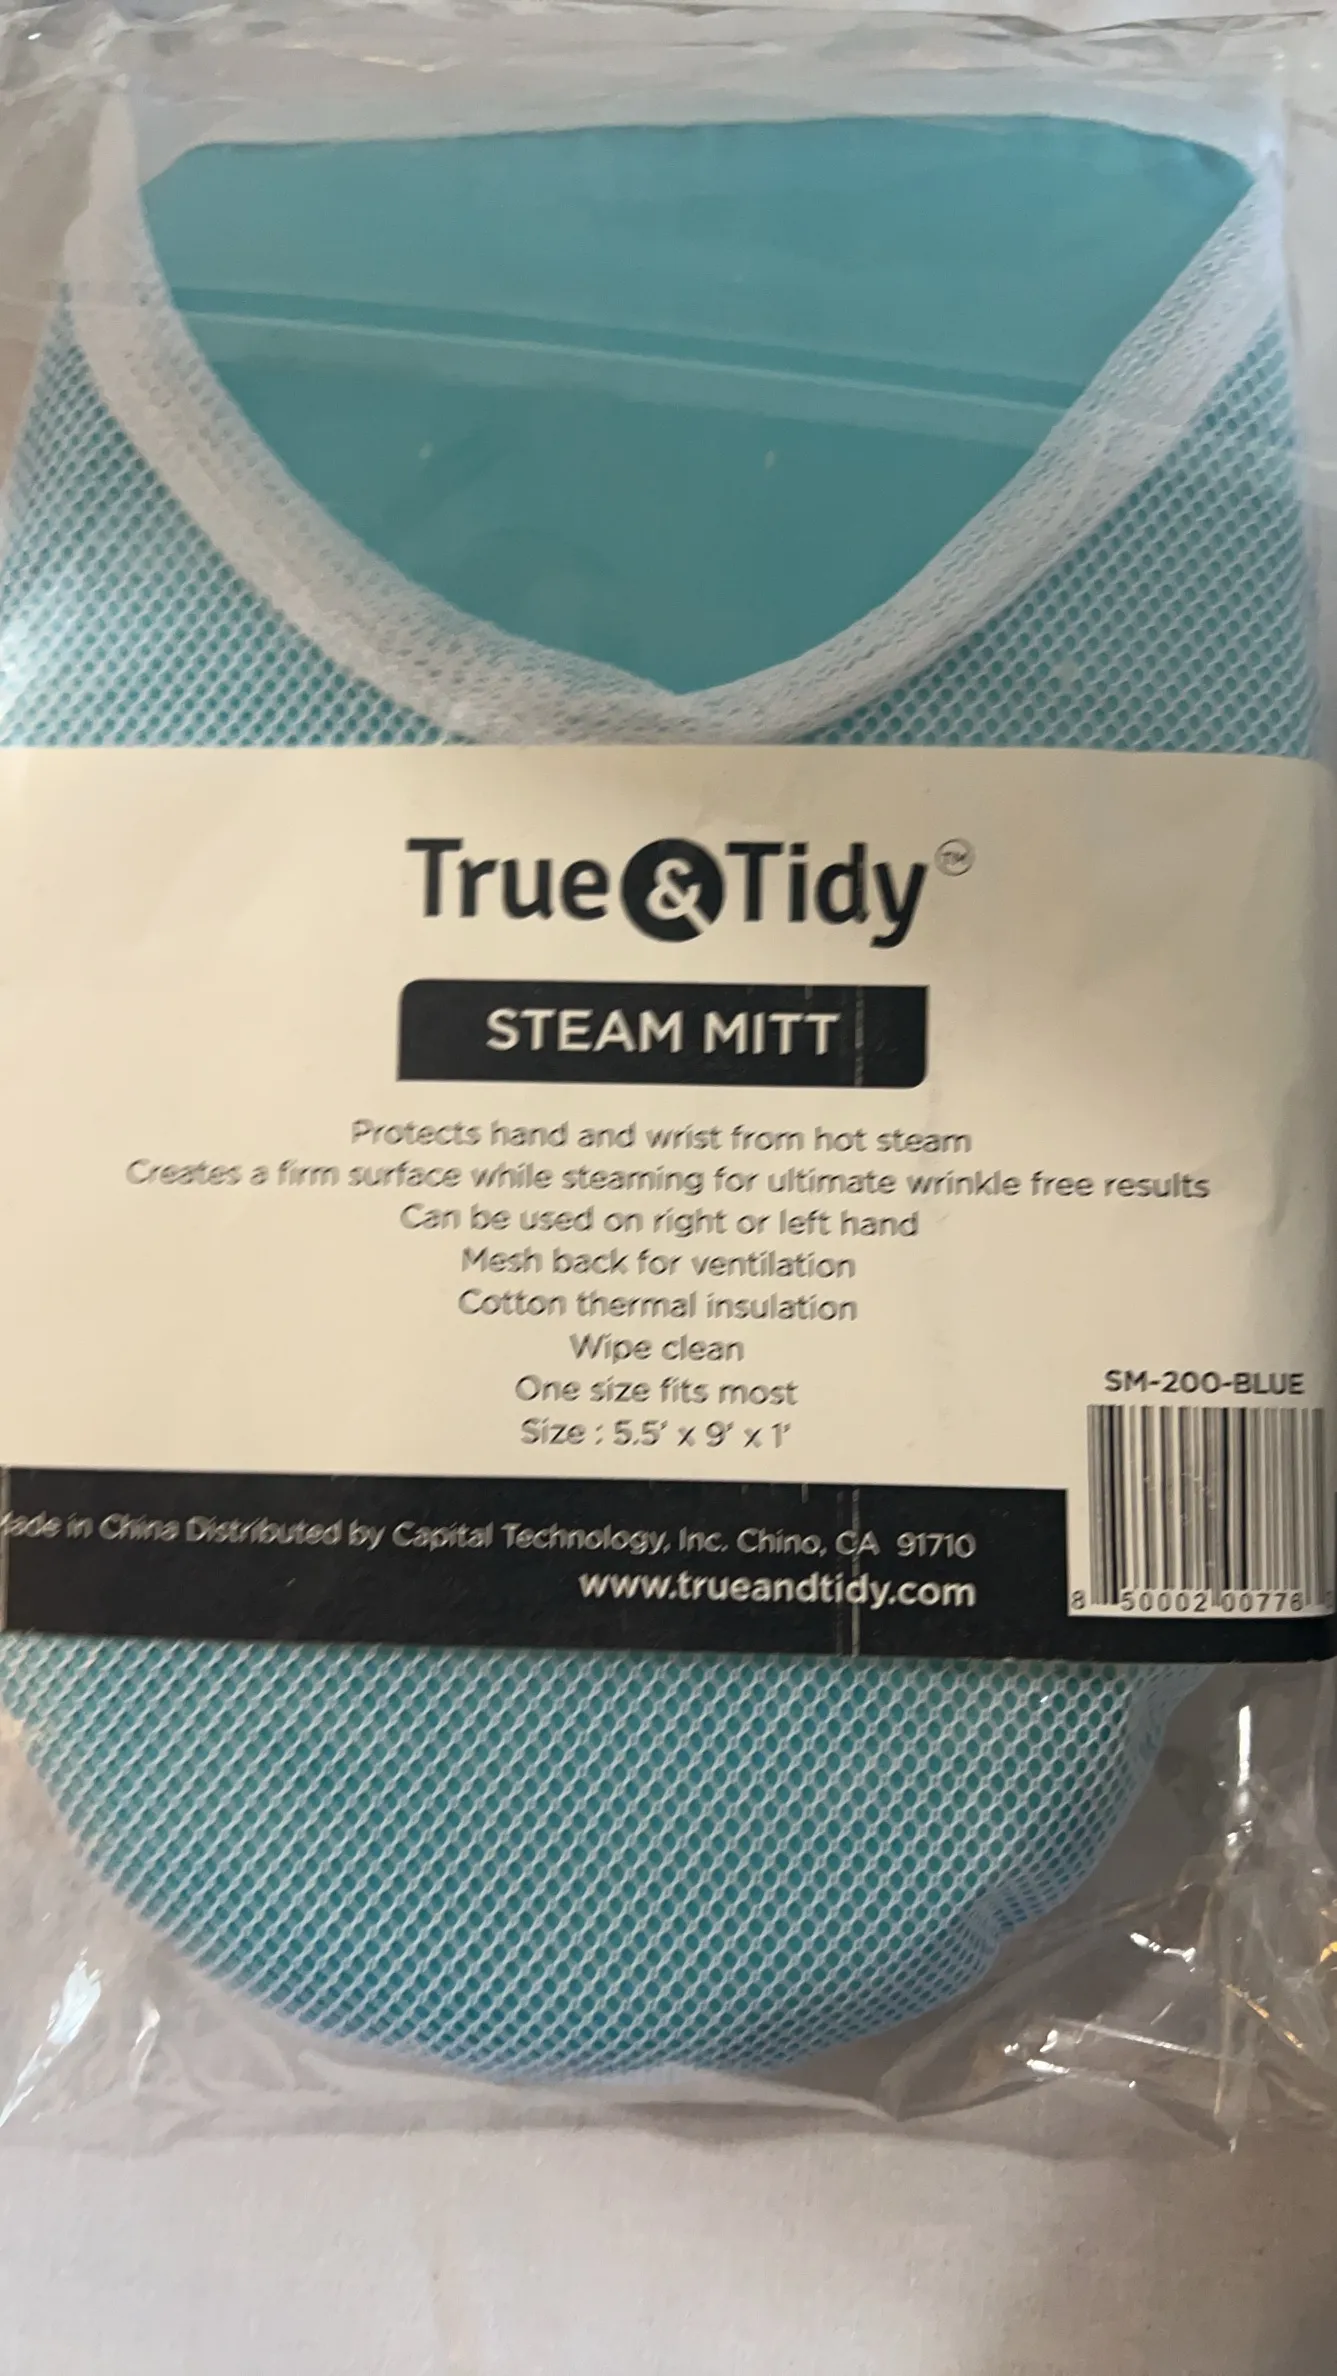 True&Tidy™
STEAM MITT
Protects hand and wrist from hot steam
Creates a firm surface while steaming for ultimate wrinkle free results
Can be used on right or left hand
Mesh back for ventilation
Cotton thermal insulation
Wipe clean
One size fits most
Size : 5.5' x 9' x 1'
SM-200-BLUE
Made in China Distributed by Capital Technology, Inc. Chino, CA 91710
www.trueandtidy.com
8 50002 00776